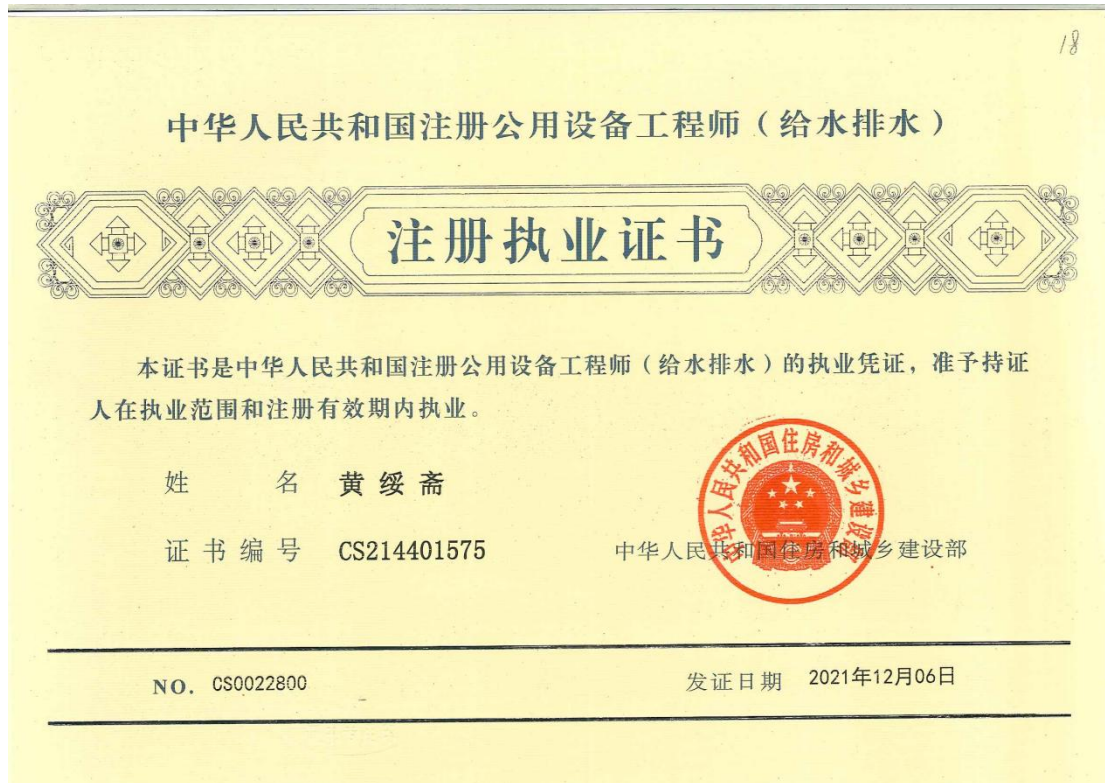 18
中华人民共和国注册公用设备工程师（给水排水）
注册执业证书
本证书是中华人民共和国注册公用设备工程师（给水排水）的执业凭证，准予持证
人在执业范围和注册有效期内执业。
姓 名 黄绥斋
中华人民共和国住房和城乡建设部
证书编号 CS214401575 中华人民共和国住房和城乡建设部
NO. CS0022800 发证日期 2021年12月06日